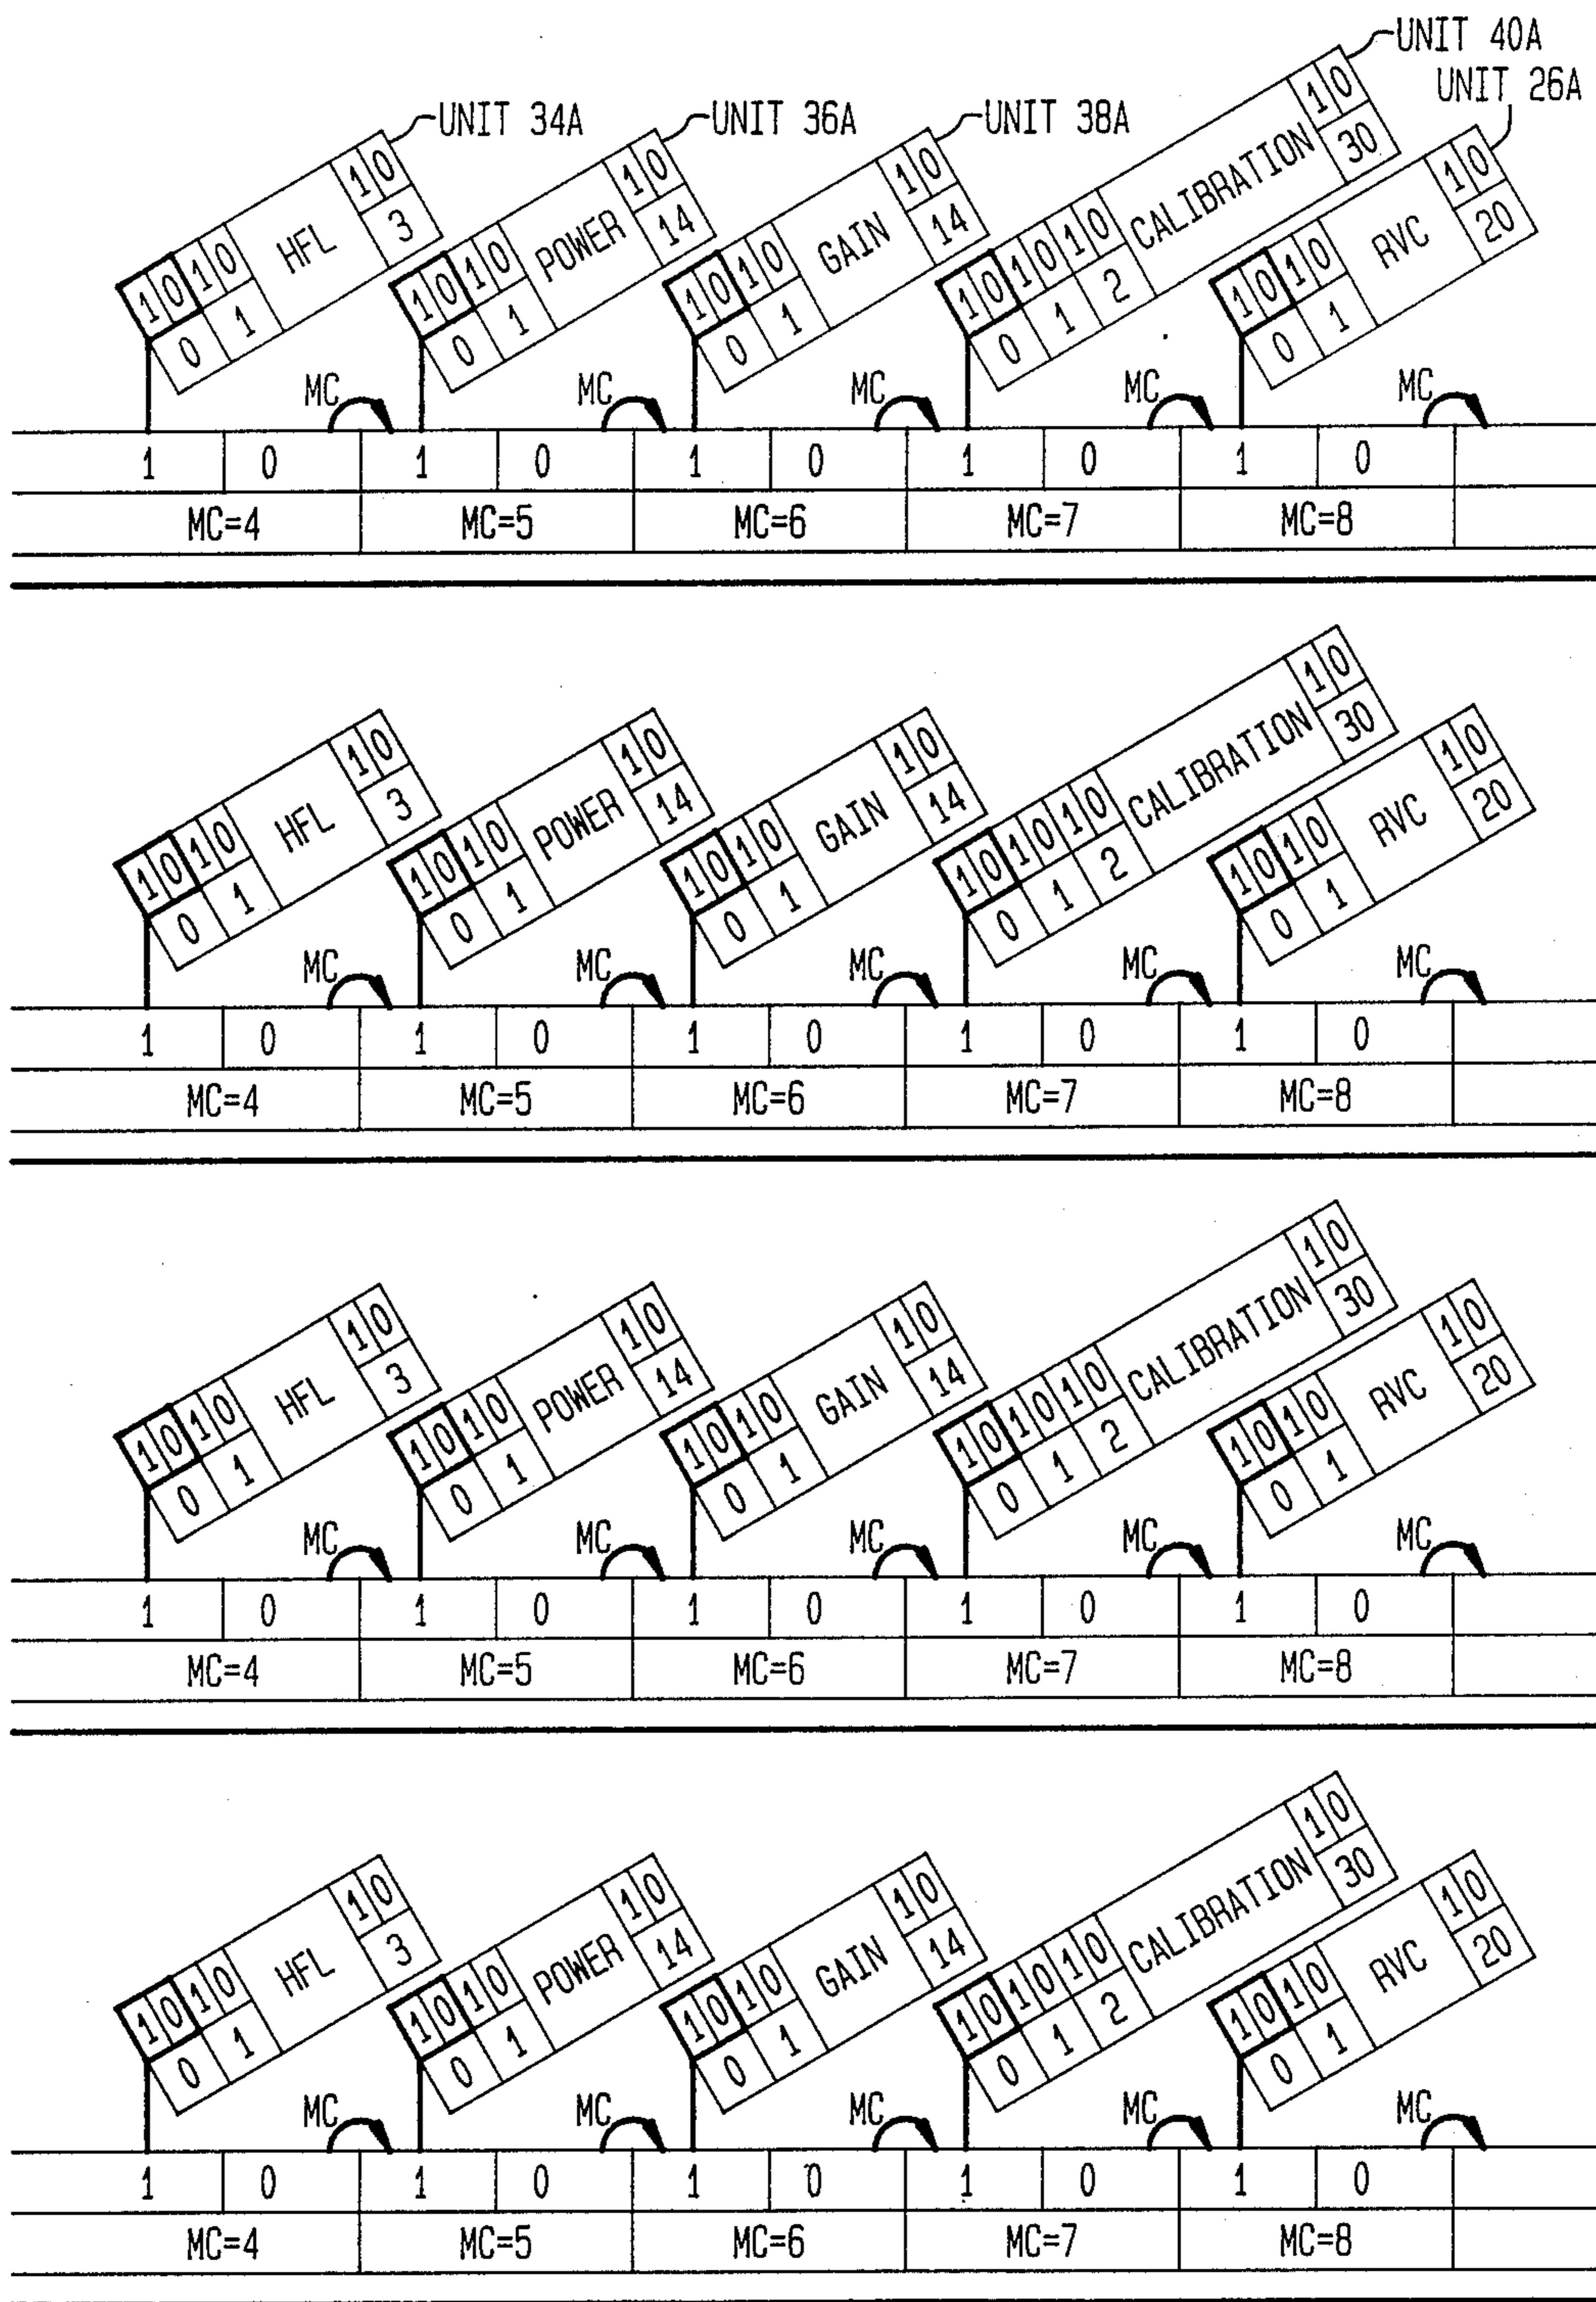 UNIT 34A
UNIT 36A
UNIT 38A
UNIT 40A
UNIT 26A
1 0 1 0 HFL 1 0
0 1 3
1 0 1 0 POWER 1 0
0 1 14
1 0 1 0 GAIN 1 0
0 1 14
1 0 1 0 1 0 CALIBRATION 1 0
0 1 2 30
1 0 1 0 RVC 1 0
0 1 20
MC MC MC MC MC
1 0 1 0 1 0 1 0 1 0
MC=4 MC=5 MC=6 MC=7 MC=8
1 0 1 0 HFL 1 0
0 1 3
1 0 1 0 POWER 1 0
0 1 14
1 0 1 0 GAIN 1 0
0 1 14
1 0 1 0 1 0 CALIBRATION 1 0
0 1 2 30
1 0 1 0 RVC 1 0
0 1 20
MC MC MC MC MC
1 0 1 0 1 0 1 0 1 0
MC=4 MC=5 MC=6 MC=7 MC=8
1 0 1 0 HFL 1 0
0 1 3
1 0 1 0 POWER 1 0
0 1 14
1 0 1 0 GAIN 1 0
0 1 14
1 0 1 0 1 0 CALIBRATION 1 0
0 1 2 30
1 0 1 0 RVC 1 0
0 1 20
MC MC MC MC MC
1 0 1 0 1 0 1 0 1 0
MC=4 MC=5 MC=6 MC=7 MC=8
1 0 1 0 HFL 1 0
0 1 3
1 0 1 0 POWER 1 0
0 1 14
1 0 1 0 GAIN 1 0
0 1 14
1 0 1 0 1 0 CALIBRATION 1 0
0 1 2 30
1 0 1 0 RVC 1 0
0 1 20
MC MC MC MC MC
1 0 1 0 1 0 1 0 1 0
MC=4 MC=5 MC=6 MC=7 MC=8